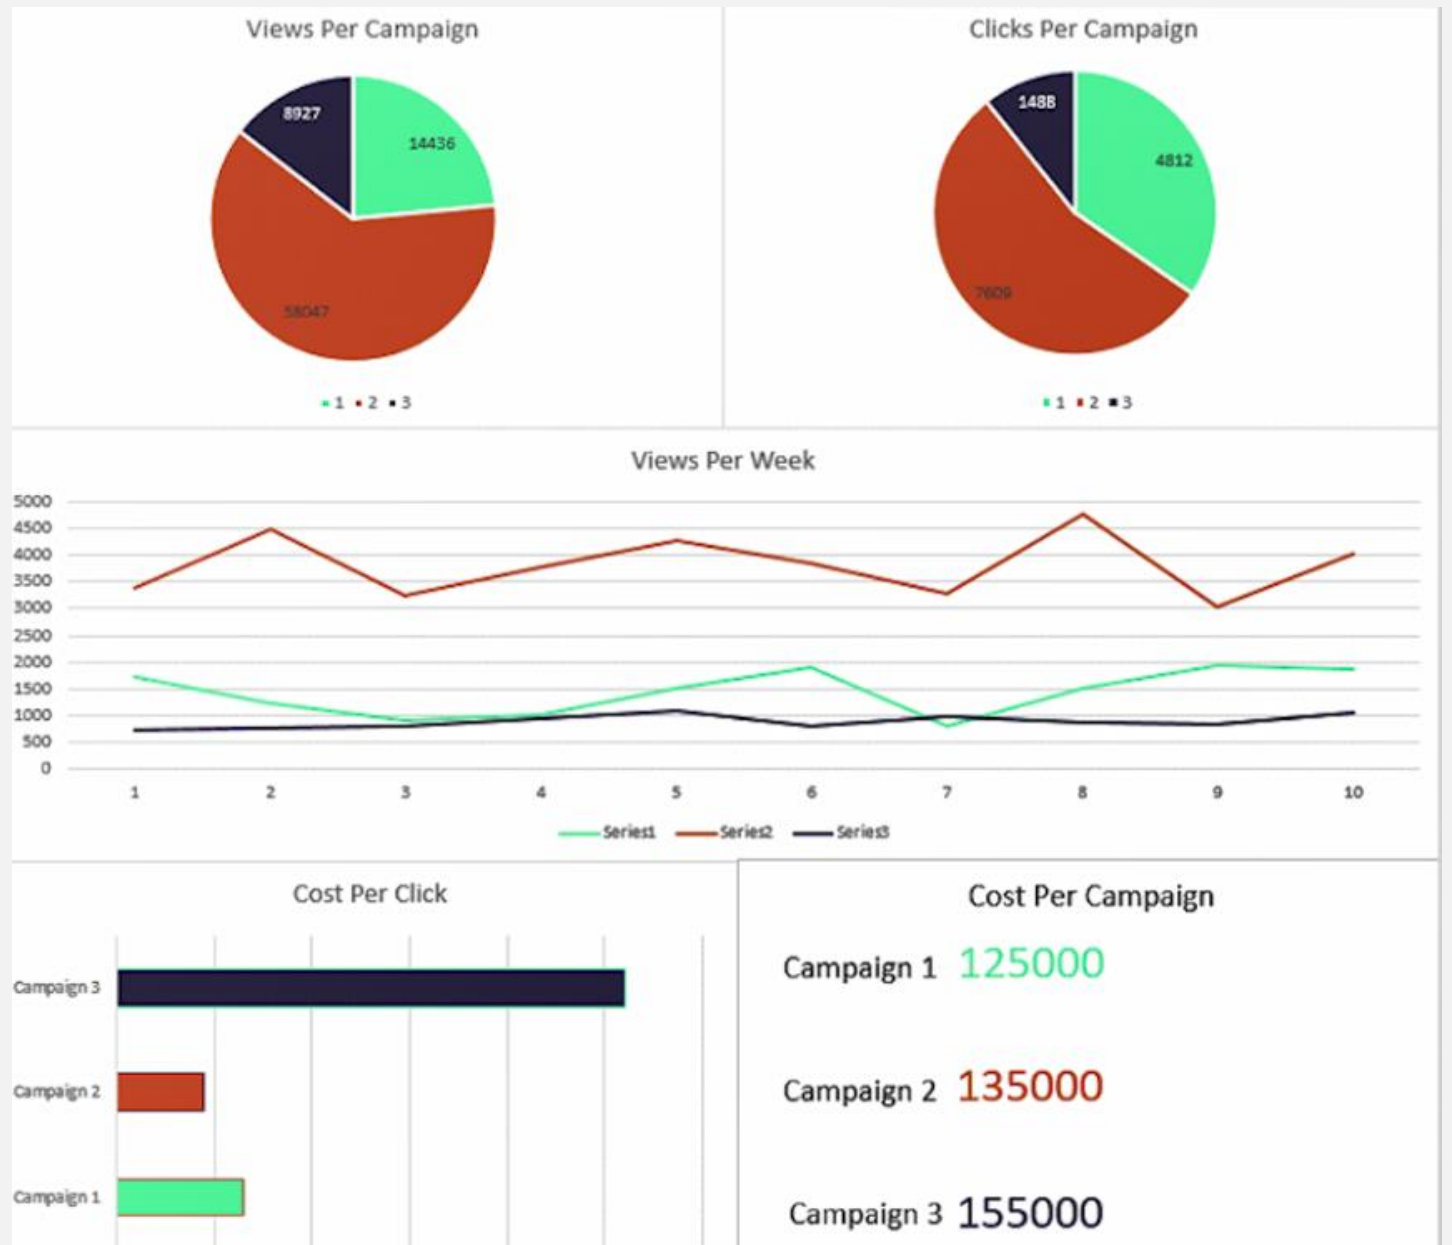 Views Per Campaign
8927
14436
38047
1 2 3
Clicks Per Campaign
1488
4812
7609
1 2 3
Views Per Week
5000
4500
4000
3500
3000
2500
2000
1500
1000
500
0
1 2 3 4 5 6 7 8 9 10
Series1 Series2 Series3
Cost Per Click
Campaign 3
Campaign 2
Campaign 1
Cost Per Campaign
Campaign 1 125000
Campaign 2 135000
Campaign 3 155000